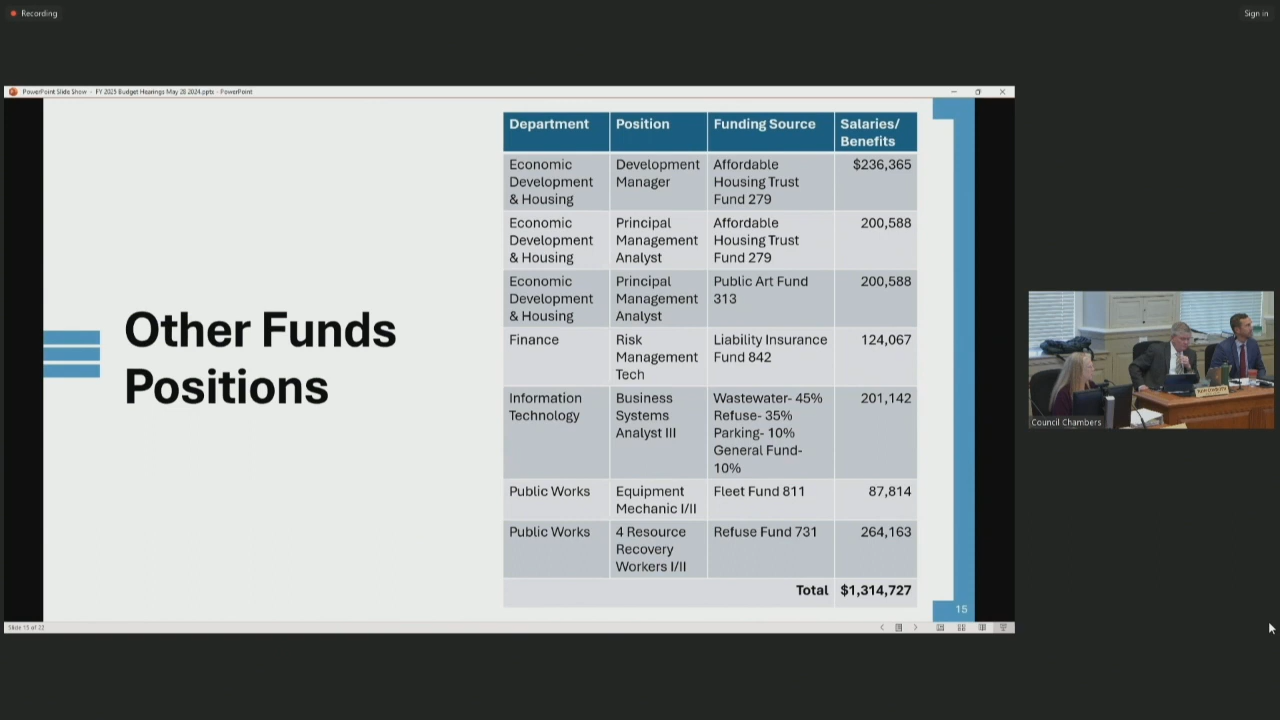 Recording
Sign in
PowerPoint Slide Show - FY 2025 Budget Hearings May 28 2024.pptx - PowerPoint
Other Funds
Positions
Department Position Funding Source Salaries/
Benefits
Economic Development Affordable $236,365
Development Manager Housing Trust
& Housing Fund 279
Economic Principal Affordable 200,588
Development Management Housing Trust
& Housing Analyst Fund 279
Economic Principal Public Art Fund 200,588
Development Management 313
& Housing Analyst
Finance Risk Liability Insurance 124,067
Management Fund 842
Tech
Information Business Wastewater- 45% 201,142
Technology Systems Refuse- 35%
Analyst III Parking- 10%
General Fund-
10%
Public Works Equipment Fleet Fund 811 87,814
Mechanic I/II
Public Works 4 Resource Refuse Fund 731 264,163
Recovery
Workers I/II
Total $1,314,727
15
Slide 15 of 22
Council Chambers